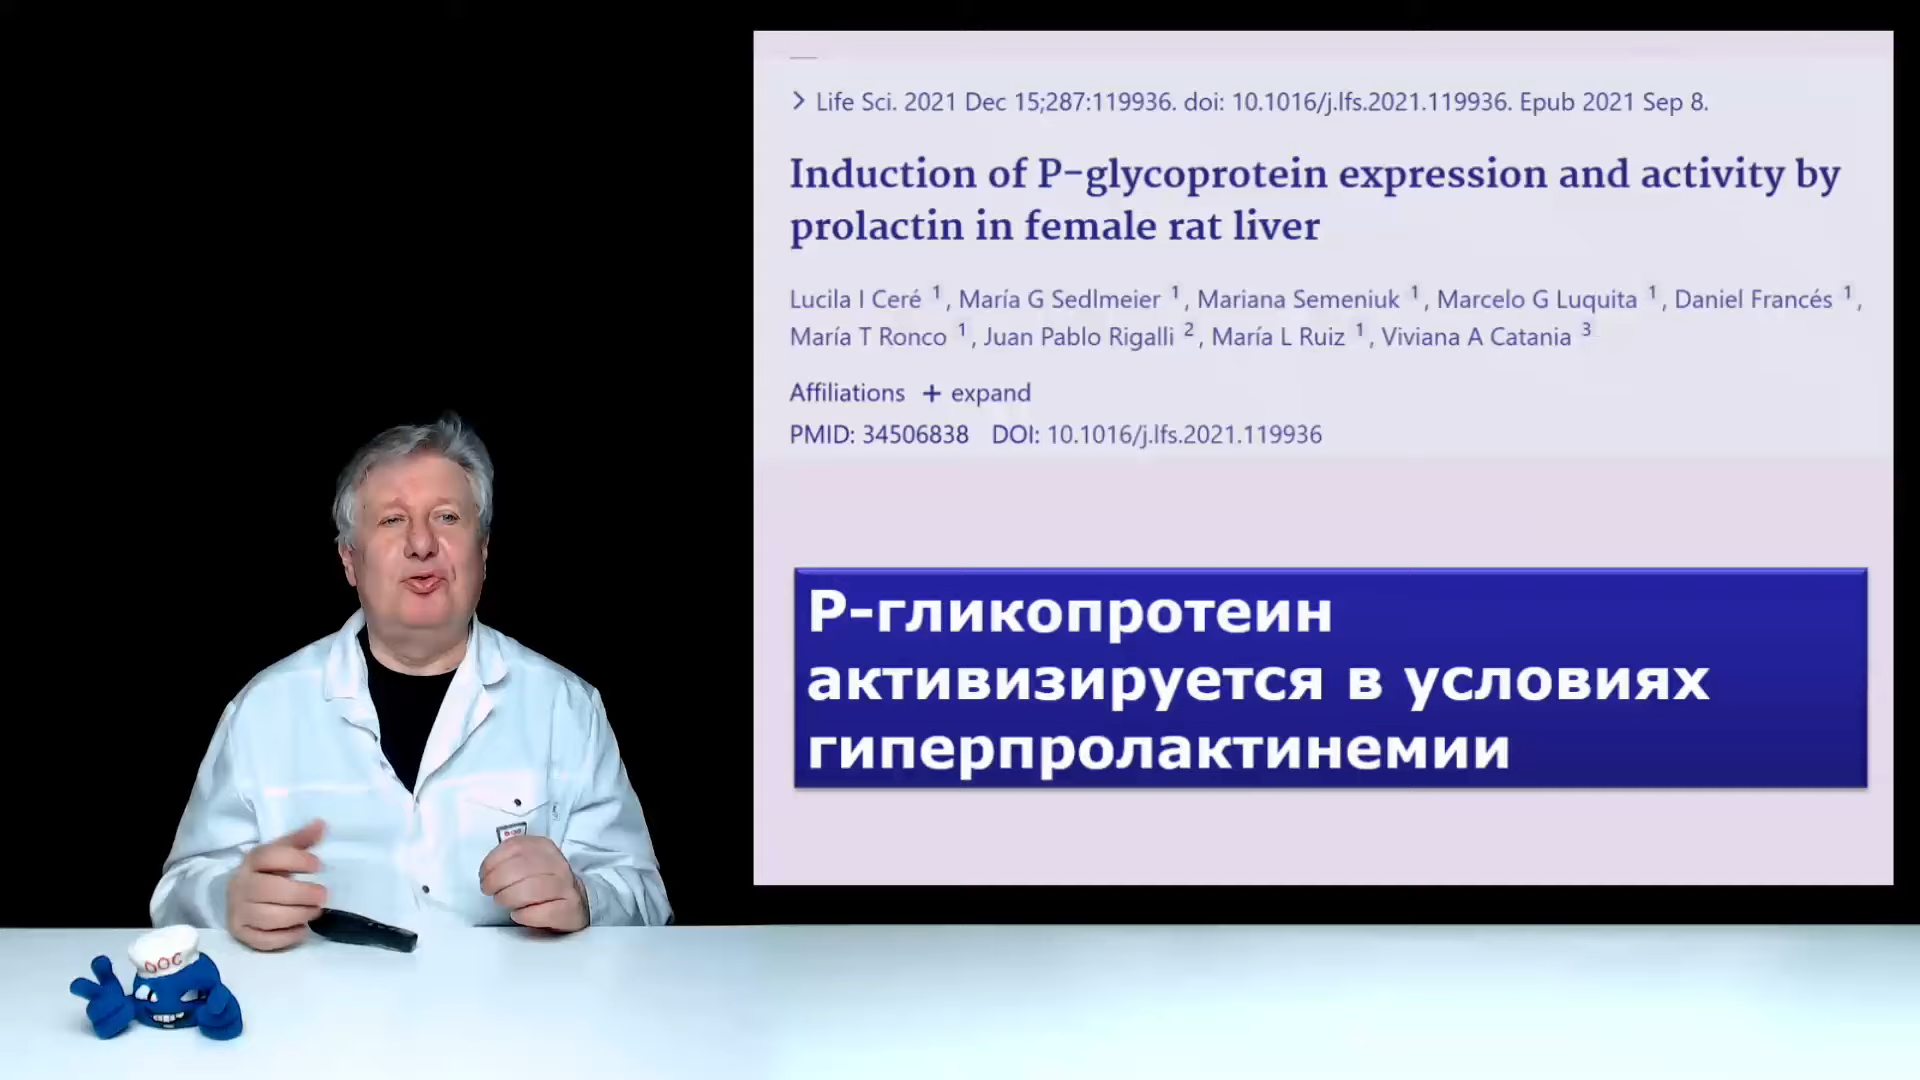 > Life Sci. 2021 Dec 15;287:119936. doi: 10.1016/j.lfs.2021.119936. Epub 2021 Sep 8.
Induction of P-glycoprotein expression and activity by
prolactin in female rat liver
Lucila I Ceré 1, María G Sedlmeier 1, Mariana Semeniuk 1, Marcelo G Luquita 1, Daniel Francés 1,
María T Ronco 1, Juan Pablo Rigalli 2, María L Ruiz 1, Viviana A Catania 3
Affiliations + expand
PMID: 34506838 DOI: 10.1016/j.lfs.2021.119936
Р-гликопротеин
активизируется в условиях
гиперпролактинемии
DOC